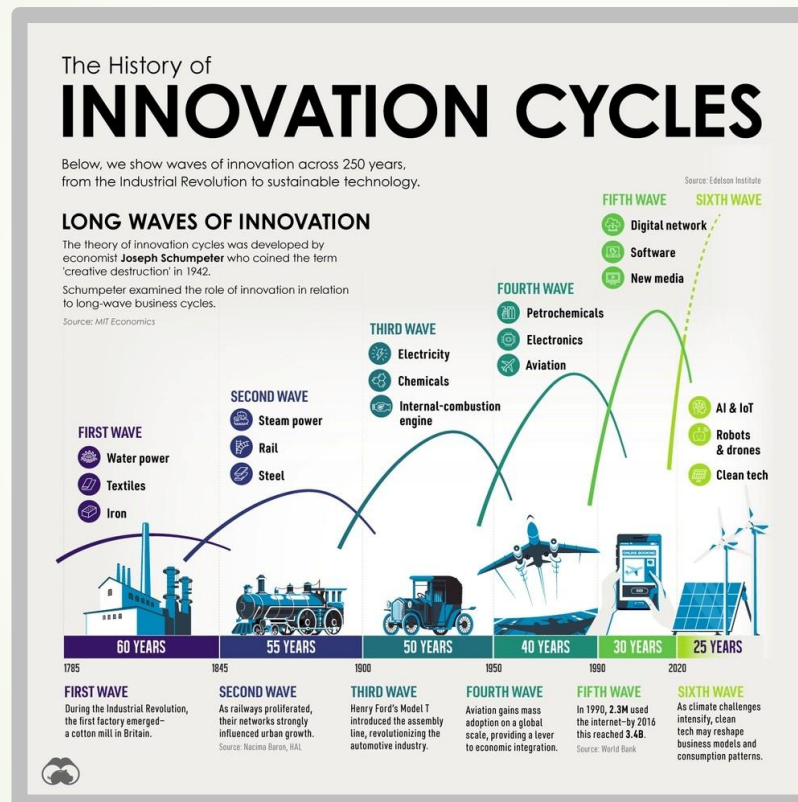 The History of
INNOVATION CYCLES
Below, we show waves of innovation across 250 years,
from the Industrial Revolution to sustainable technology.
Source: Edelson Institute
LONG WAVES OF INNOVATION
The theory of innovation cycles was developed by
economist Joseph Schumpeter who coined the term
'creative destruction' in 1942.
Schumpeter examined the role of innovation in relation
to long-wave business cycles.
Source: MIT Economics
FIRST WAVE
Water power
Textiles
Iron
SECOND WAVE
Steam power
Rail
Steel
THIRD WAVE
Electricity
Chemicals
Internal-combustion
engine
FOURTH WAVE
Petrochemicals
Electronics
Aviation
FIFTH WAVE
Digital network
Software
New media
SIXTH WAVE
AI & IoT
Robots
& drones
Clean tech
ONLINE BOOKING
60 YEARS
55 YEARS
50 YEARS
40 YEARS
30 YEARS
25 YEARS
1785
1845
1900
1950
1990
2020
FIRST WAVE
During the Industrial Revolution,
the first factory emerged–
a cotton mill in Britain.
SECOND WAVE
As railways proliferated,
their networks strongly
influenced urban growth.
Source: Nacima Baron, HAL
THIRD WAVE
Henry Ford's Model T
introduced the assembly
line, revolutionizing the
automotive industry.
FOURTH WAVE
Aviation gains mass
adoption on a global
scale, providing a lever
to economic integration.
FIFTH WAVE
In 1990, 2.3M used
the internet–by 2016
this reached 3.4B.
Source: World Bank
SIXTH WAVE
As climate challenges
intensify, clean
tech may reshape
business models and
consumption patterns.